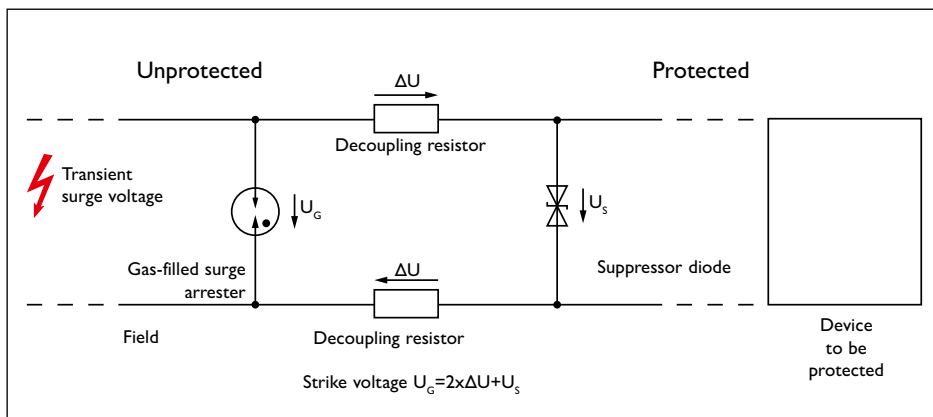 Unprotected
Protected
ΔU
Decoupling resistor
Transient
surge voltage
U_G
U_S
Gas-filled surge
arrester
ΔU
Suppressor diode
Field
Decoupling resistor
Device
to be
protected
Strike voltage U_G=2xΔU+U_S